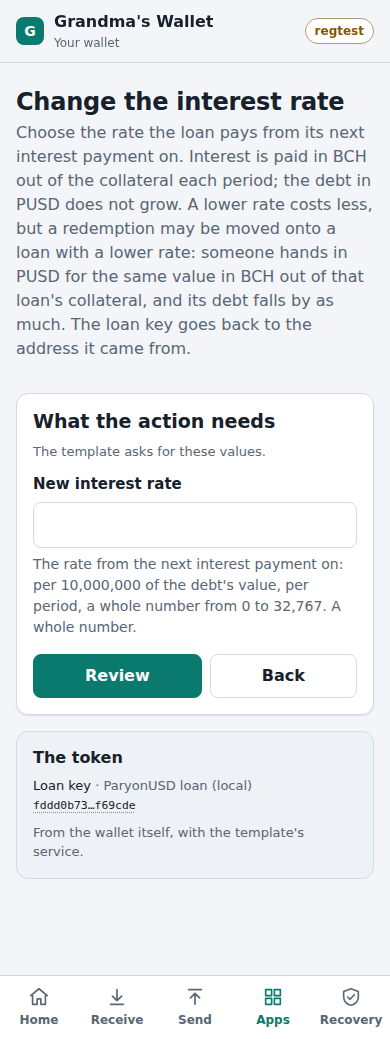 G
Grandma's Wallet
Your wallet
regtest
Change the interest rate
Choose the rate the loan pays from its next
interest payment on. Interest is paid in BCH
out of the collateral each period; the debt in
PUSD does not grow. A lower rate costs less,
but a redemption may be moved onto a
loan with a lower rate: someone hands in
PUSD for the same value in BCH out of that
loan's collateral, and its debt falls by as
much. The loan key goes back to the
address it came from.
What the action needs
The template asks for these values.
New interest rate
The rate from the next interest payment on:
per 10,000,000 of the debt's value, per
period, a whole number from 0 to 32,767. A
whole number.
Review
Back
The token
Loan key · ParyonUSD loan (local)
fddd0b73…f69cde
From the wallet itself, with the template's
service.
Home
Receive
Send
Apps
Recovery